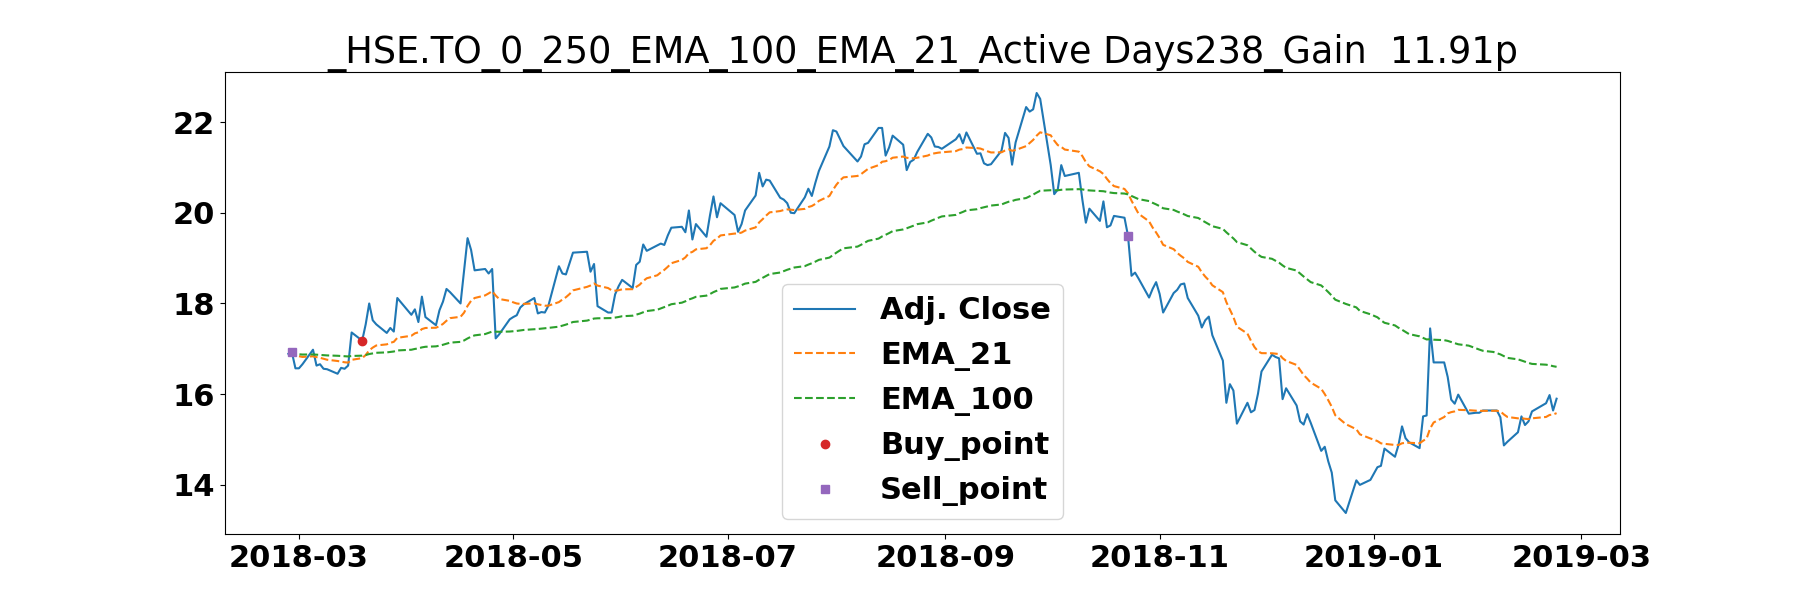 _HSE.TO_0_250_EMA_100_EMA_21_Active Days238_Gain  11.91p
22
20
18
16
14
Adj. Close
EMA_21
EMA_100
Buy_point
Sell_point
2018-03 2018-05 2018-07 2018-09 2018-11 2019-01 2019-03